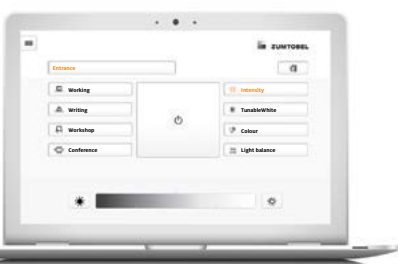 ZUMTOBEL
Entrance
Working
Writing
Workshop
Conference
Intensity
TunableWhite
Colour
Light balance